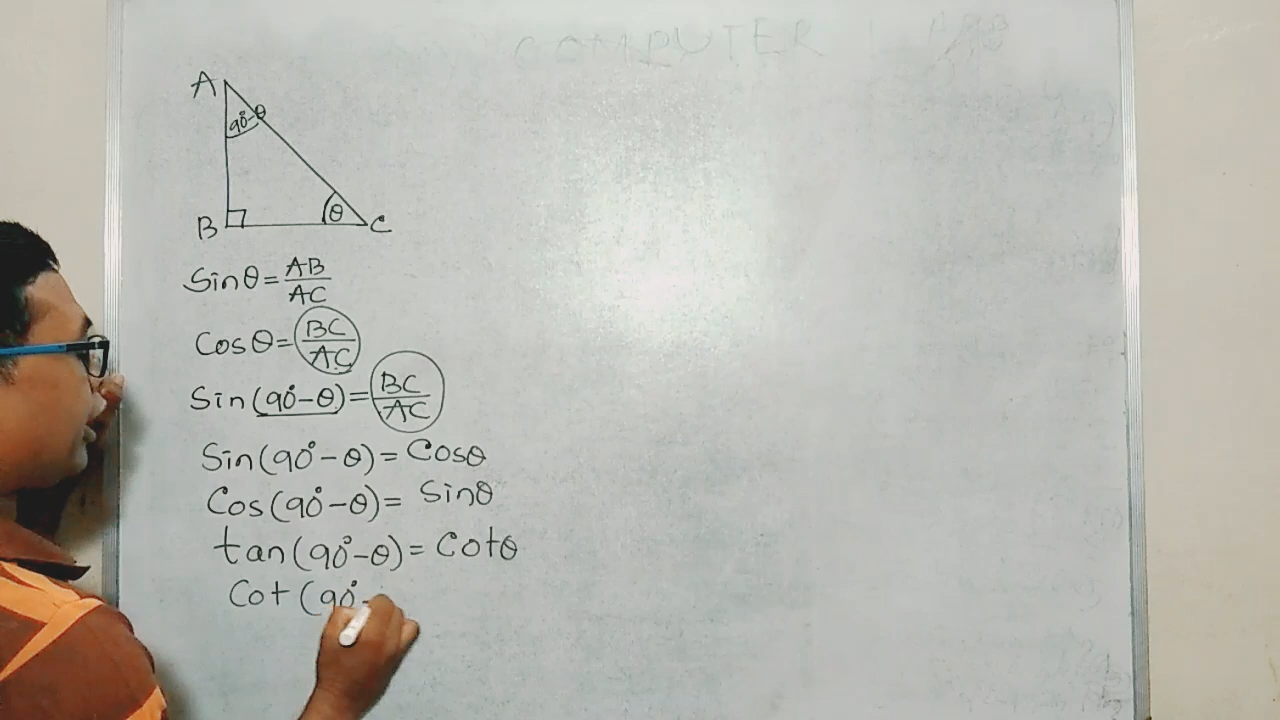 COMPUTER
A
90°-θ
B
θ
C
Sinθ = AB/AC
Cosθ = BC/AC
Sin(90°-θ) = BC/AC
Sin(90°-θ) = Cosθ
Cos(90°-θ) = Sinθ
tan(90°-θ) = Cotθ
Cot(90°-